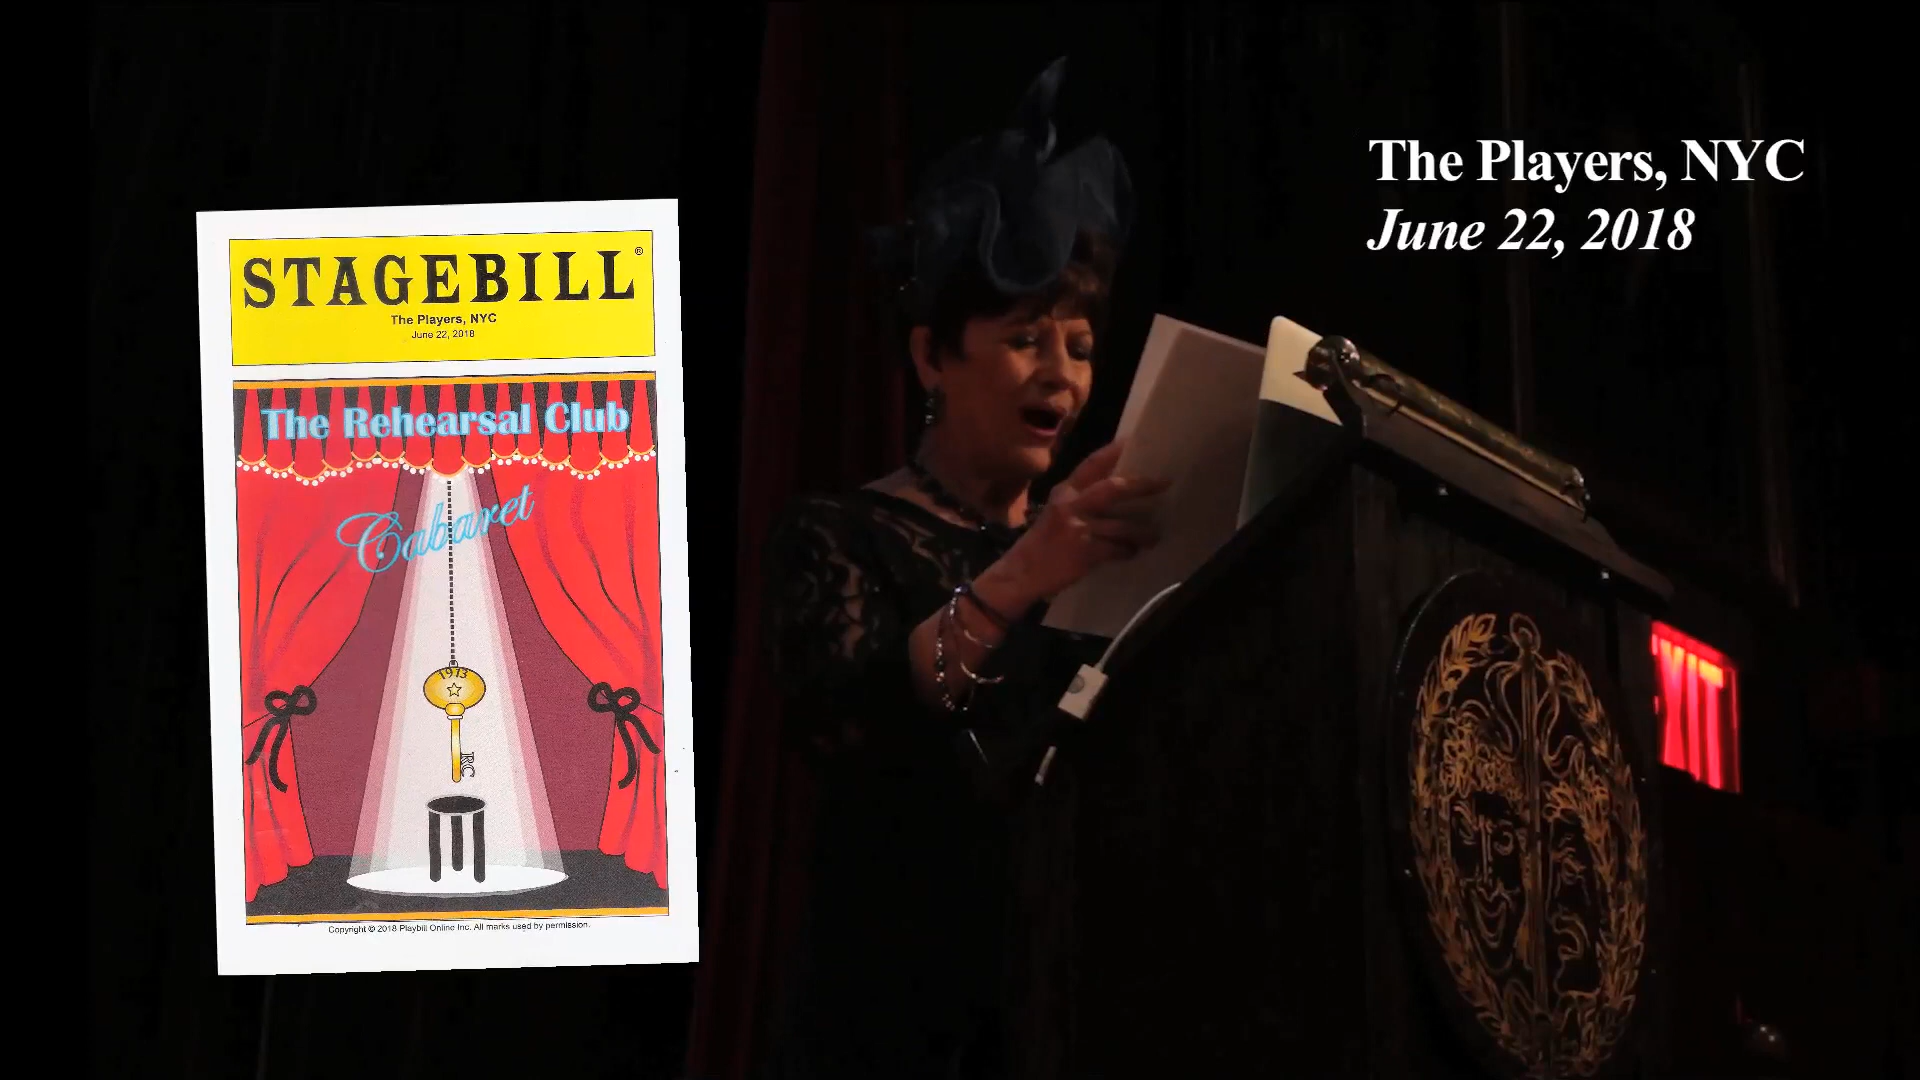 STAGEBILL®
The Players, NYC
June 22, 2018
The Rehearsal Club
Cabaret
1913
RC
Copyright © 2018 Playbill Online Inc. All marks used by permission.
The Players, NYC
June 22, 2018
XIT